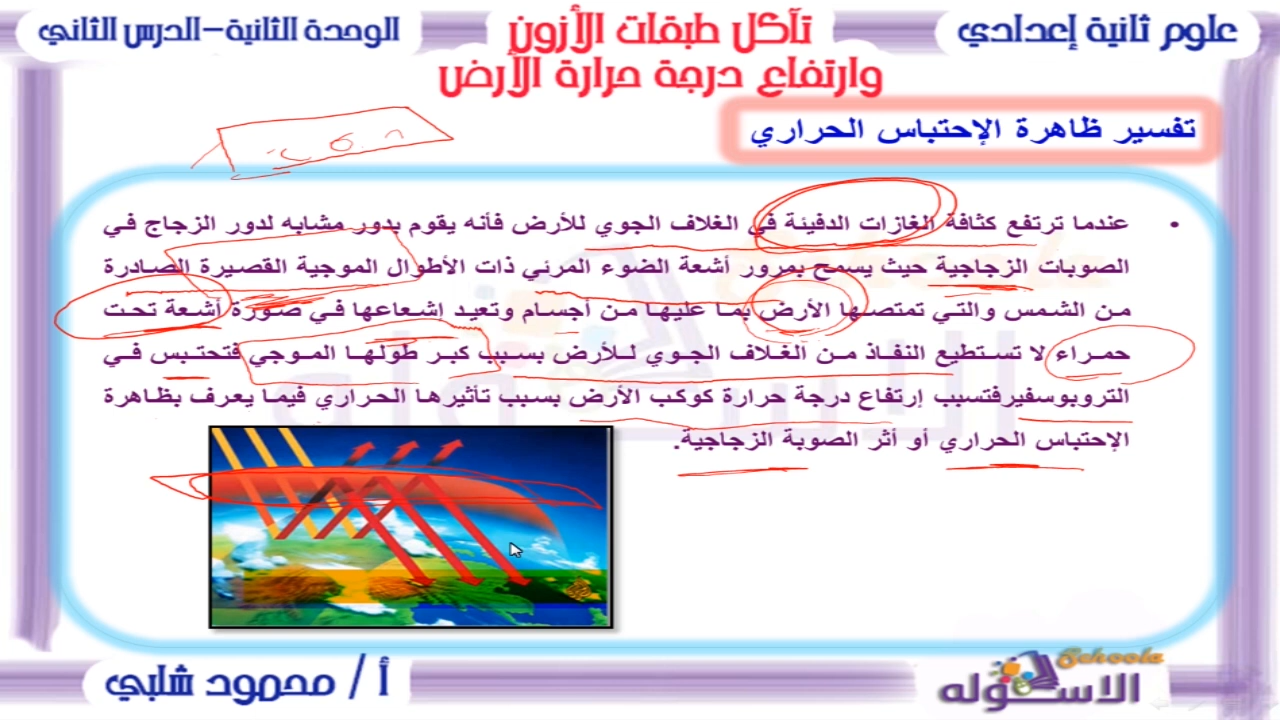 علوم ثانية إعدادي
تآكل طبقات الأزون
وارتفاع درجة حرارة الأرض
الوحدة الثانية-الدرس الثاني
تفسير ظاهرة الإحتباس الحراري
• عندما ترتفع كثافة الغازات الدفيئة في الغلاف الجوي للأرض فأنه يقوم بدور مشابه لدور الزجاج في
الصوبات الزجاجية حيث يسمح بمرور أشعة الضوء المرئي ذات الأطوال الموجية القصيرة الصادرة
من الشمس والتي تمتصها الأرض بما عليها من أجسام وتعيد اشعاعها في صورة أشعة تحت
حمراء لا تستطيع النفاذ من الغلاف الجوي للأرض بسبب كبر طولها الموجي فتحتبس في
التروبوسفيرفتسبب إرتفاع درجة حرارة كوكب الأرض بسبب تأثيرها الحراري فيما يعرف بظاهرة
الإحتباس الحراري أو أثر الصوبة الزجاجية.
أ / محمود شلبي
Schoola
الاسكوله